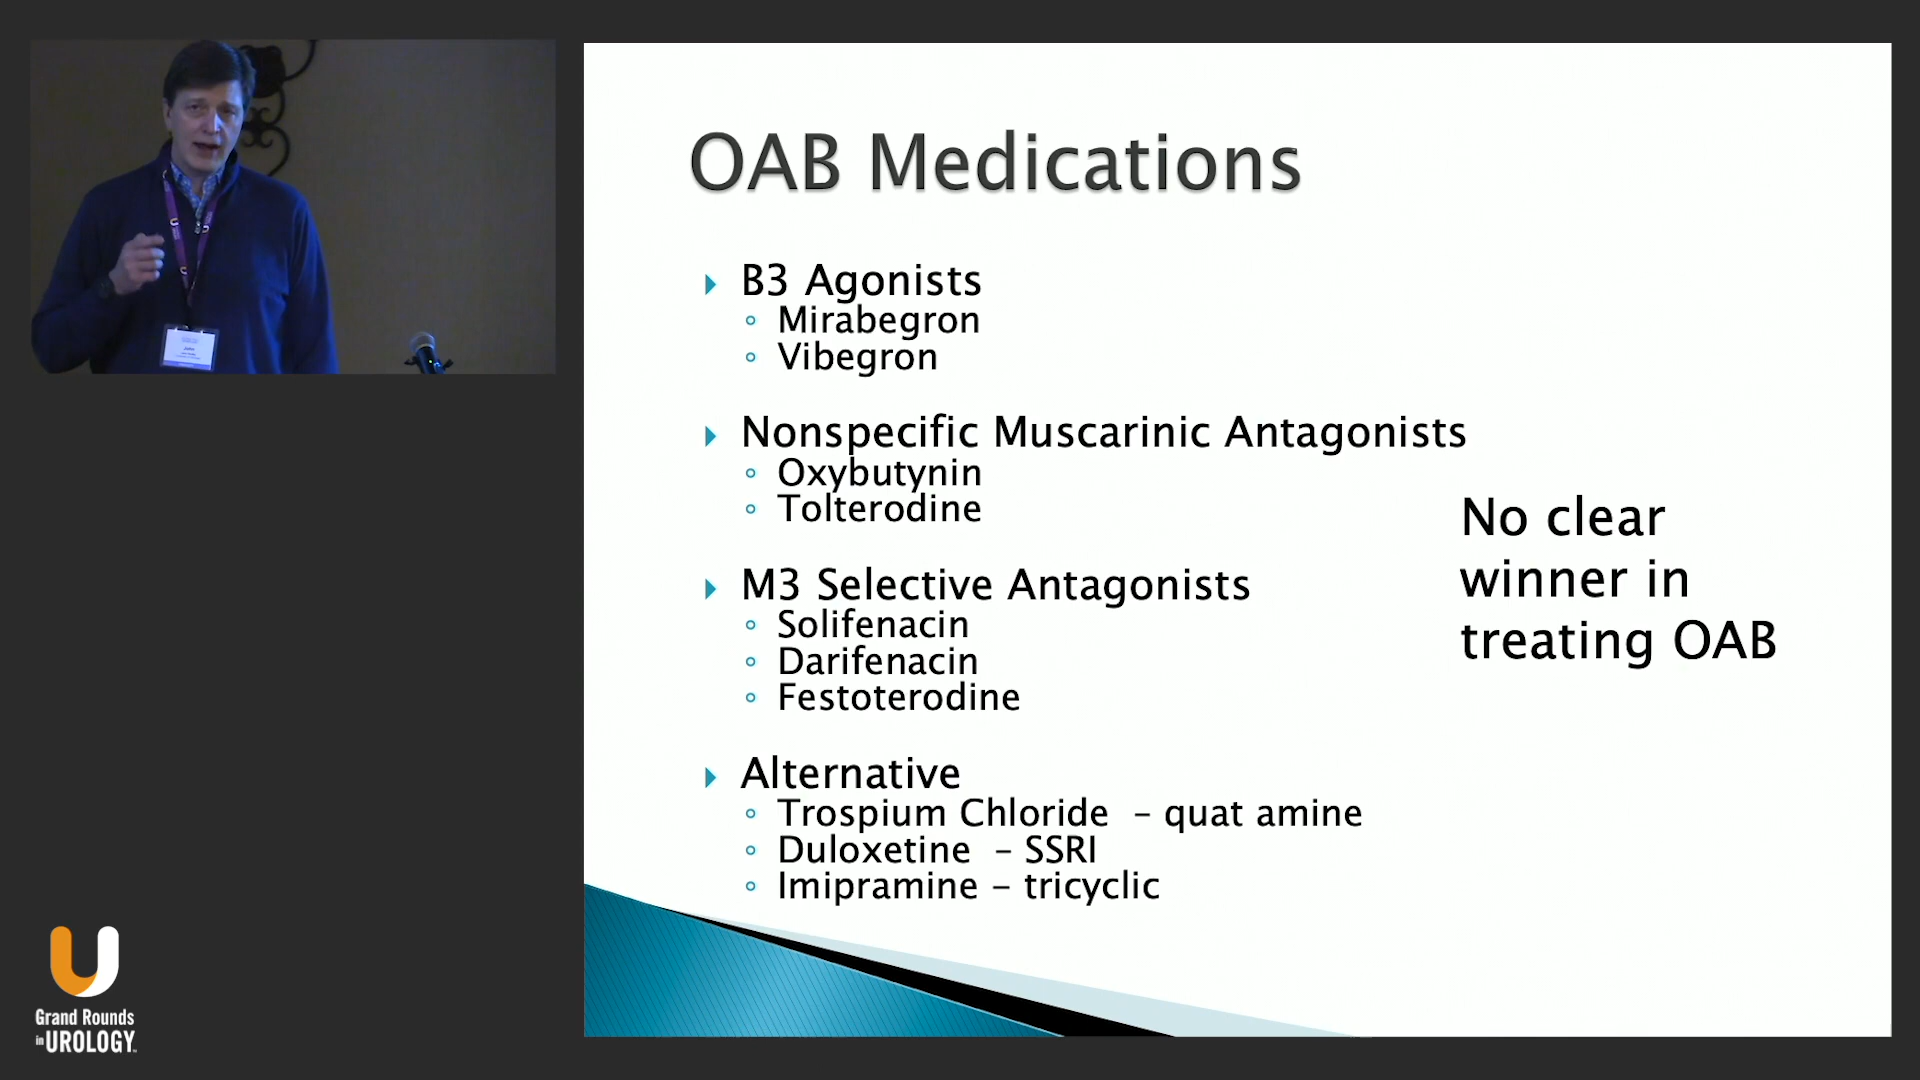 John
OAB Medications
B3 Agonists
Mirabegron
Vibegron
Nonspecific Muscarinic Antagonists
Oxybutynin
Tolterodine
M3 Selective Antagonists
Solifenacin
Darifenacin
Festoterodine
Alternative
Trospium Chloride – quat amine
Duloxetine – SSRI
Imipramine – tricyclic
No clear
winner in
treating OAB
Grand Rounds
in UROLOGY